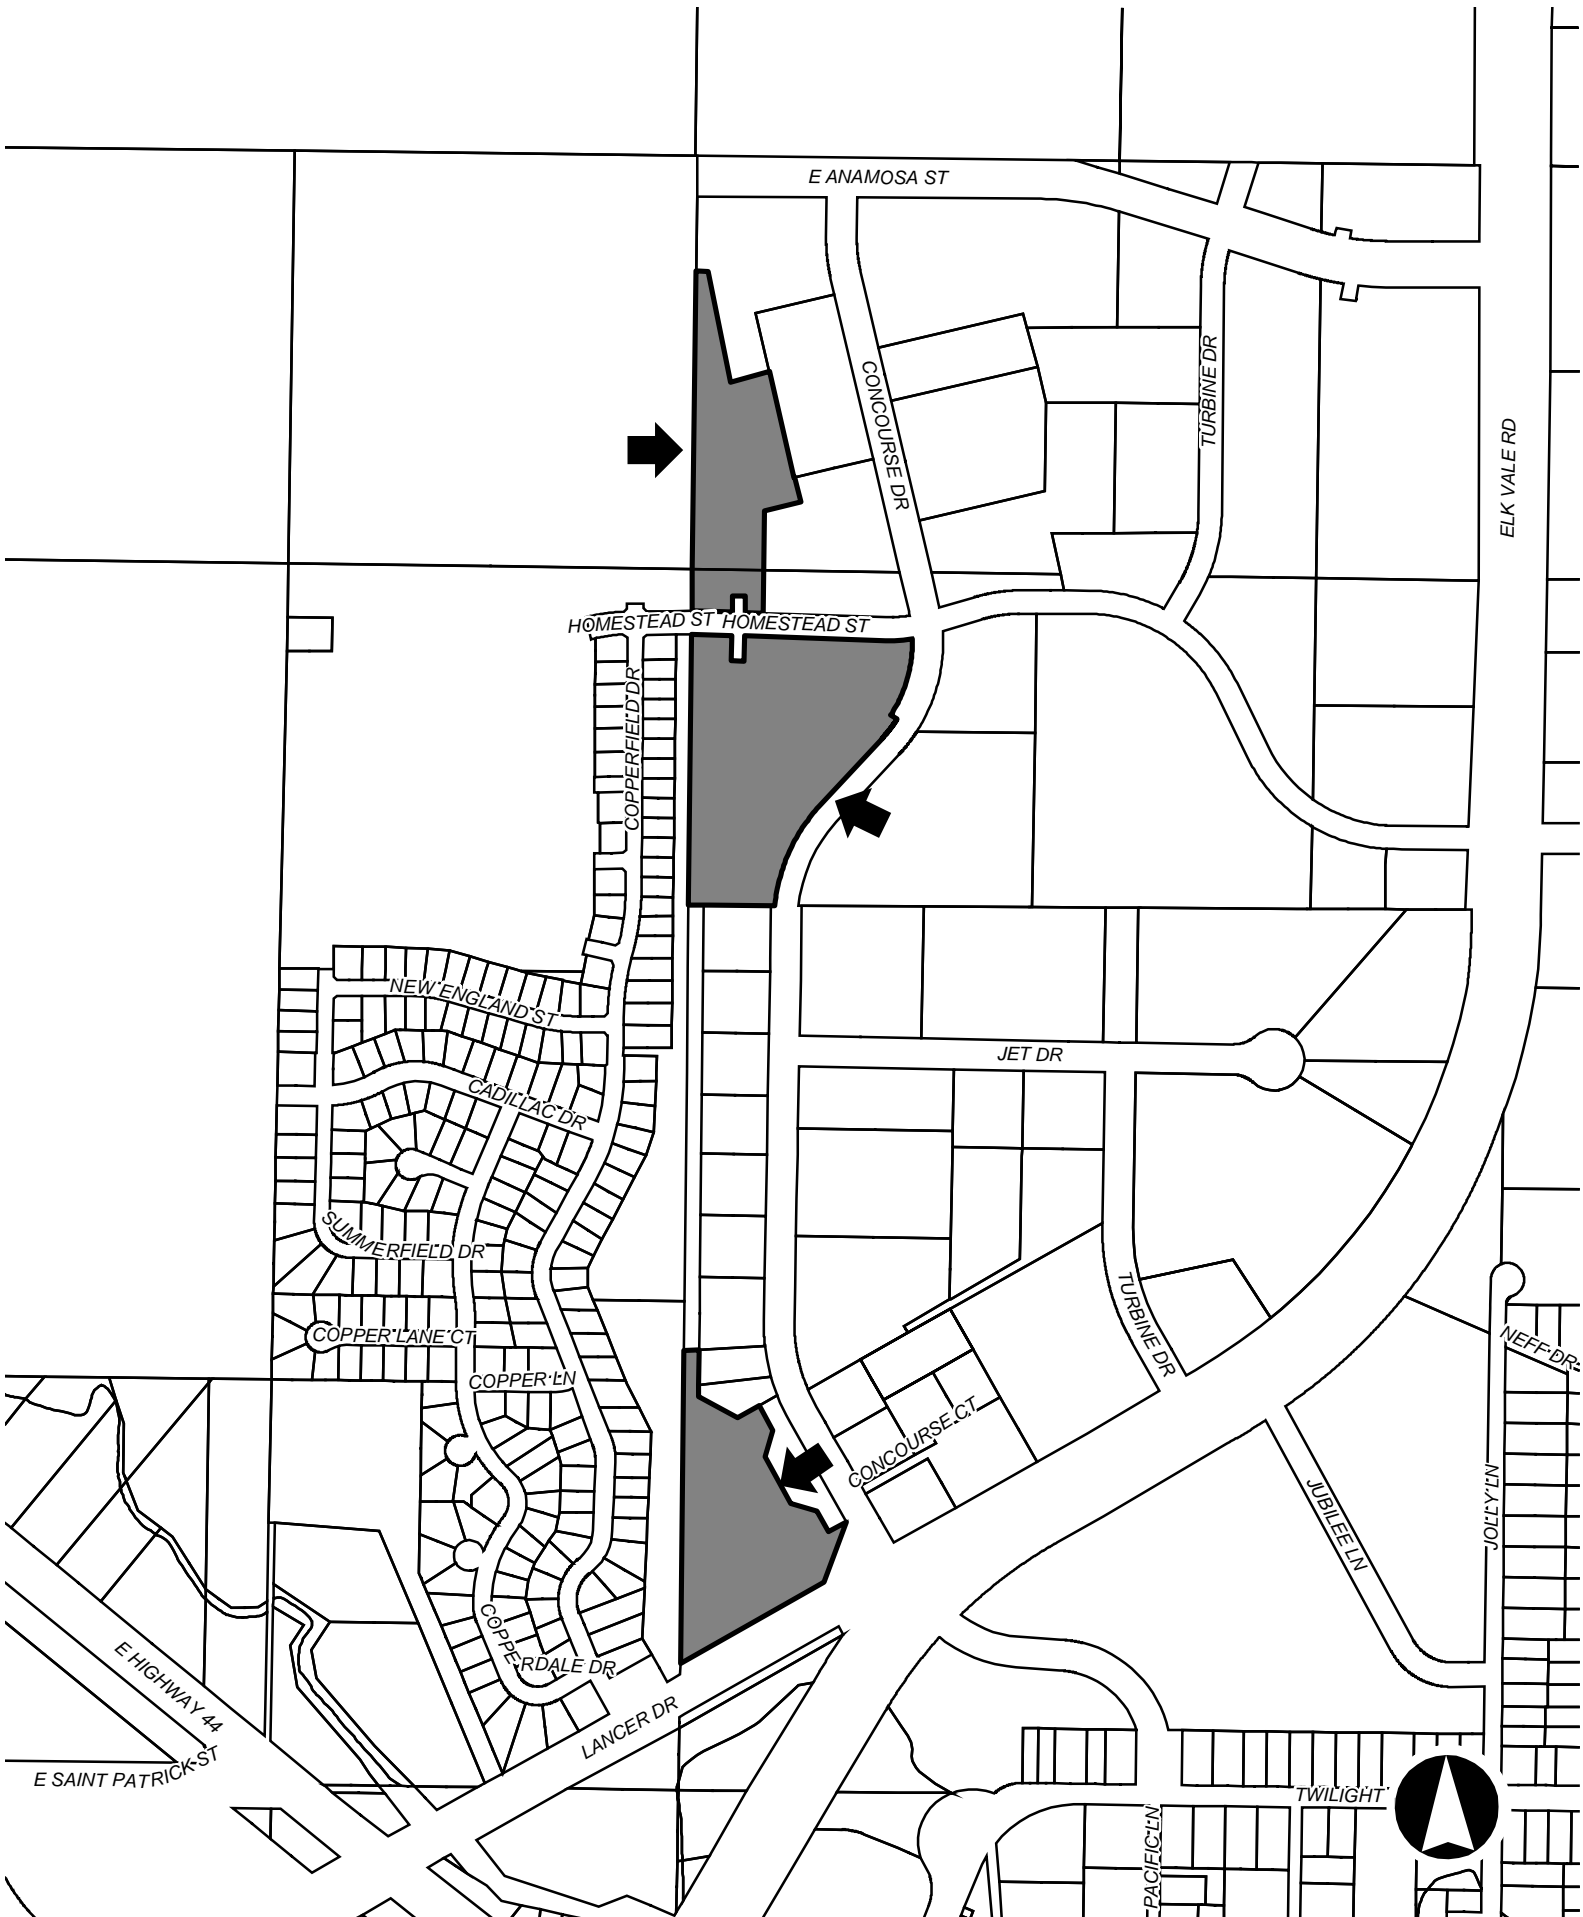 E ANAMOSA ST
CONCOURSE DR
TURBINE DR
ELK VALE RD
HOMESTEAD ST
HOMESTEAD ST
COPPERFIELD DR
NEW ENGLAND ST
JET DR
CADILLAC DR
SUMMERFIELD DR
TURBINE DR
COPPER LANE CT
NEFF DR
COPPER LN
CONCOURSE CT
JUBILEE LN
JOLLY LN
COPPERDALE DR
E HIGHWAY 44
LANCER DR
E SAINT PATRICK ST
TWILIGHT
PACIFIC LN